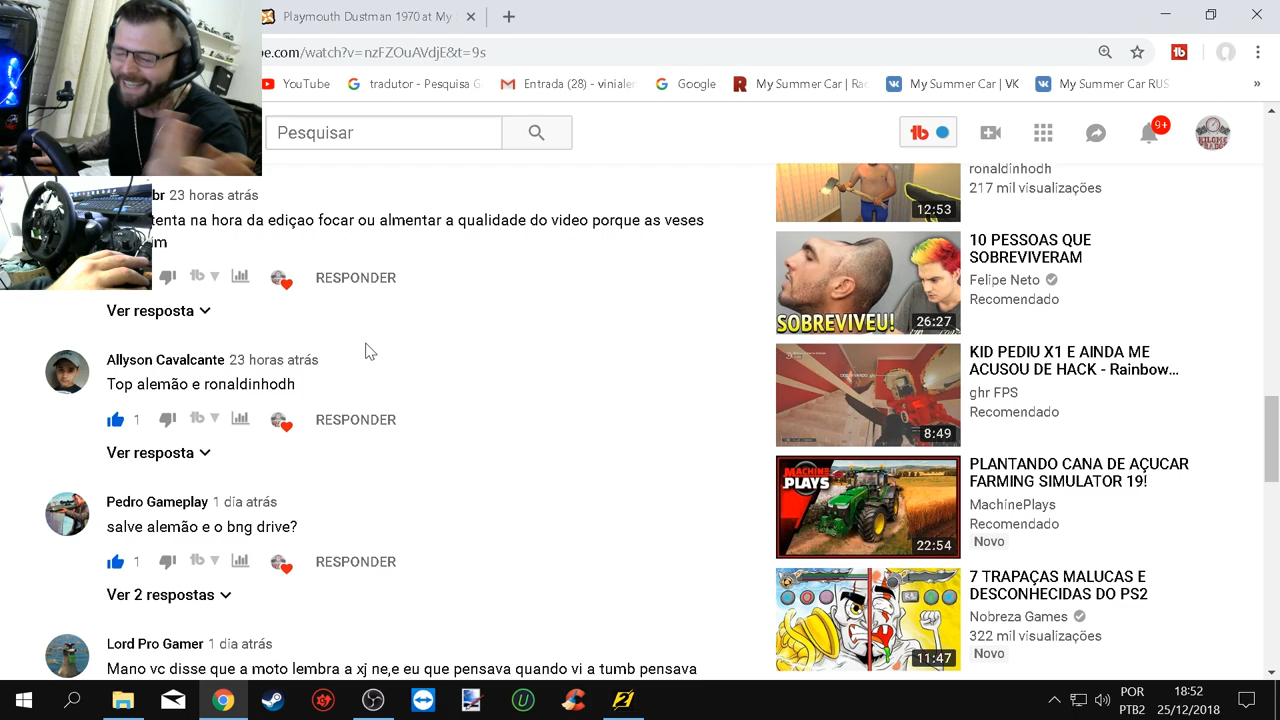 Playmouth Dustman 1970 at My
be.com/watch?v=nzFZOuAVdjE&t=9s
YouTube
tradutor - Pesquisa G
Entrada (28) - vinialer
Google
My Summer Car | Rac
My Summer Car | VK
My Summer Car RUS
»
Pesquisar
9+
br 23 horas atrás
tenta na hora da ediçao focar ou almentar a qualidade do video porque as veses
im
RESPONDER
Ver resposta
Allyson Cavalcante 23 horas atrás
Top alemão e ronaldinhodh
1
RESPONDER
Ver resposta
Pedro Gameplay 1 dia atrás
salve alemão e o bng drive?
1
RESPONDER
Ver 2 respostas
Lord Pro Gamer 1 dia atrás
Mano vc disse que a moto lembra a xj ne,e eu que pensava quando vi a tumb pensava
ronaldinhodh
217 mil visualizações
12:53
10 PESSOAS QUE
SOBREVIVERAM
Felipe Neto
Recomendado
SOBREVIVEU!
26:27
KID PEDIU X1 E AINDA ME
ACUSOU DE HACK - Rainbow...
ghr FPS
Recomendado
8:49
PLANTANDO CANA DE AÇUCAR
FARMING SIMULATOR 19!
MachinePlays
Recomendado
Novo
MACHINE
PLAYS
22:54
7 TRAPAÇAS MALUCAS E
DESCONHECIDAS DO PS2
Nobreza Games
322 mil visualizações
Novo
11:47
POR
PTB2
18:52
25/12/2018